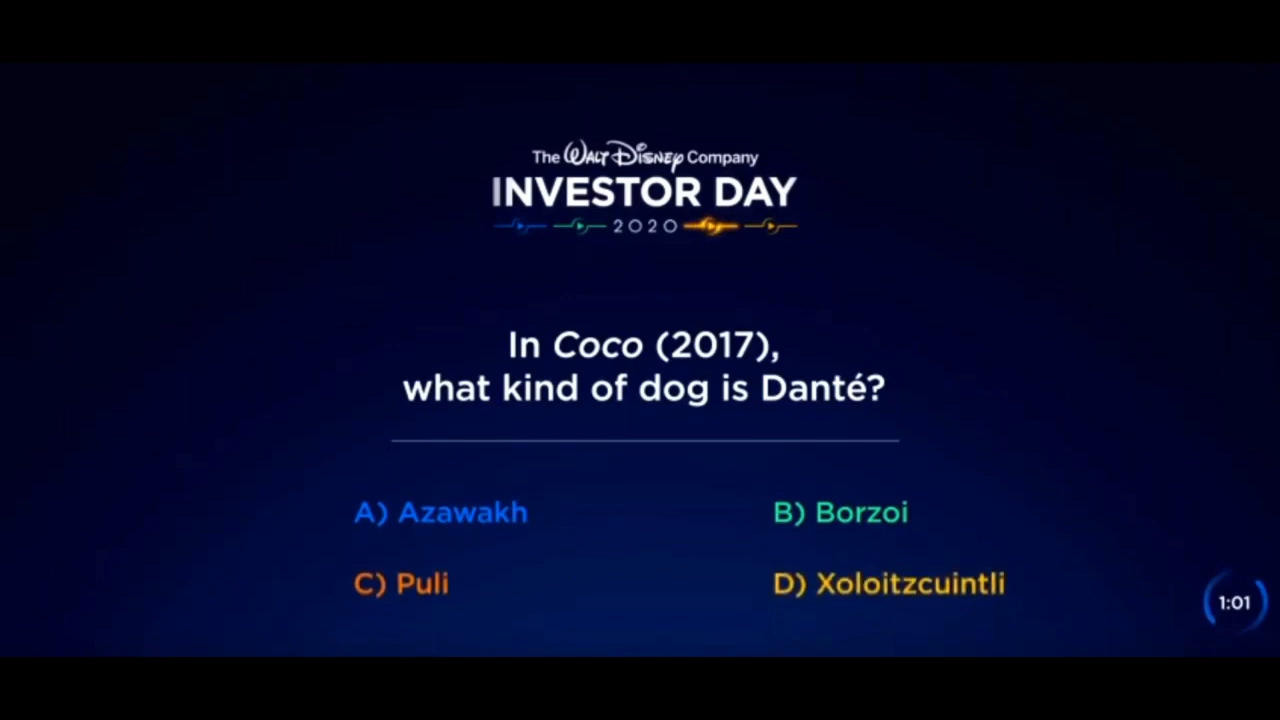 The WALT DISNEY Company
INVESTOR DAY
2020
In Coco (2017),
what kind of dog is Danté?
A) Azawakh
B) Borzoi
C) Puli
D) Xoloitzcuintli
1:01